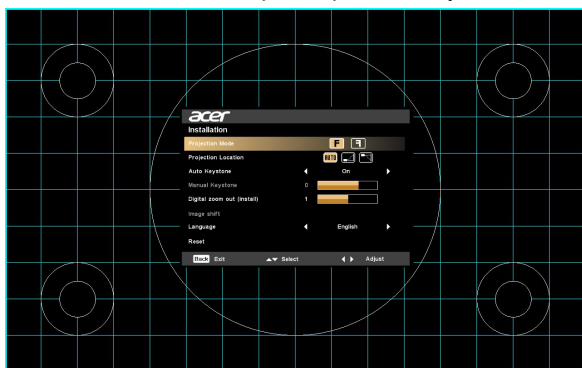 acer
Installation
Projection Mode F F
Projection Location AUTO
Auto Keystone On
Manual Keystone 0
Digital zoom out (install) 1
Image shift
Language English
Reset
Back Exit Select Adjust